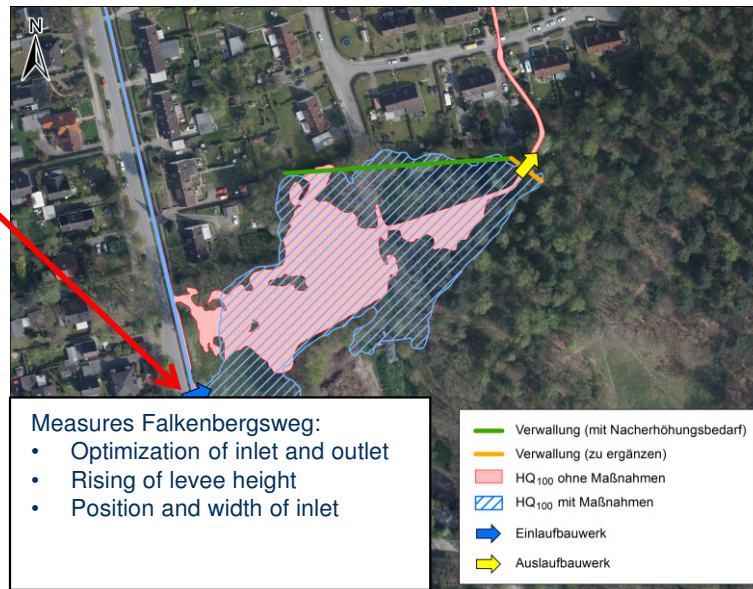 N
Measures Falkenbergsweg:
• Optimization of inlet and outlet
• Rising of levee height
• Position and width of inlet
Verwallung (mit Nacherhöhungsbedarf)
Verwallung (zu ergänzen)
HQ100 ohne Maßnahmen
HQ100 mit Maßnahmen
Einlaufbauwerk
Auslaufbauwerk